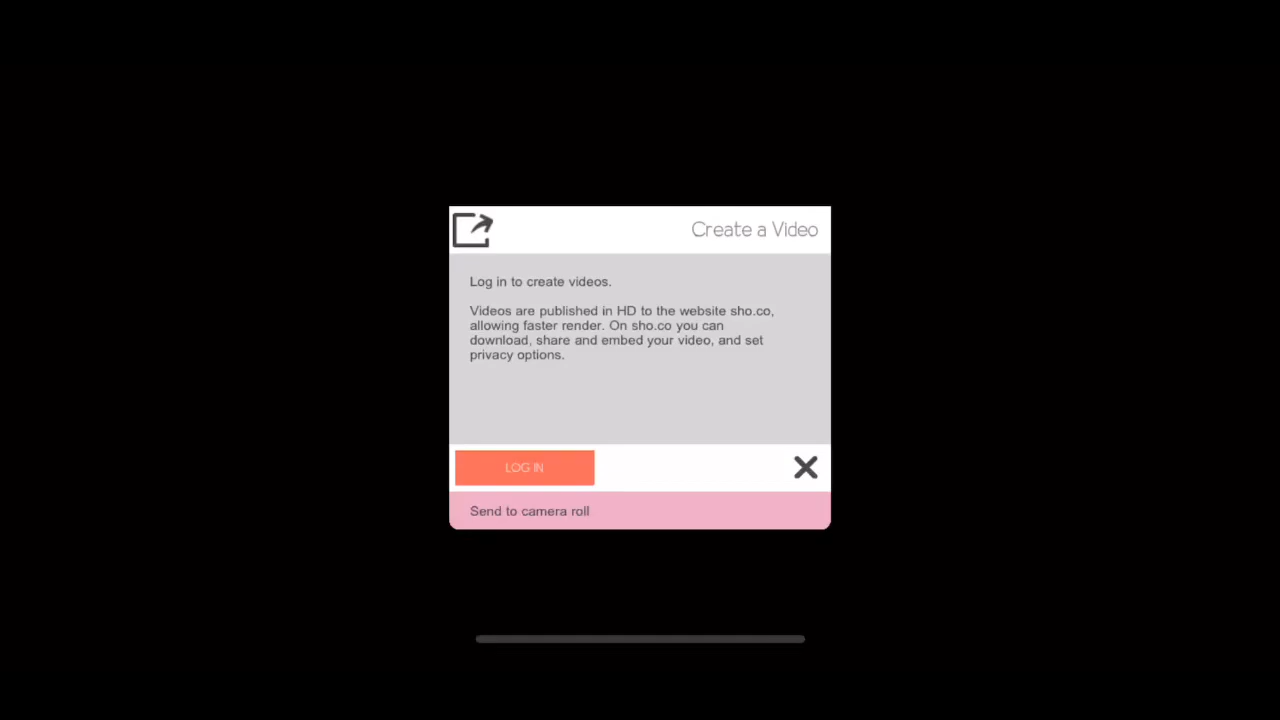 Create a Video
Log in to create videos.
Videos are published in HD to the website sho.co,
allowing faster render. On sho.co you can
download, share and embed your video, and set
privacy options.
LOG IN
Send to camera roll